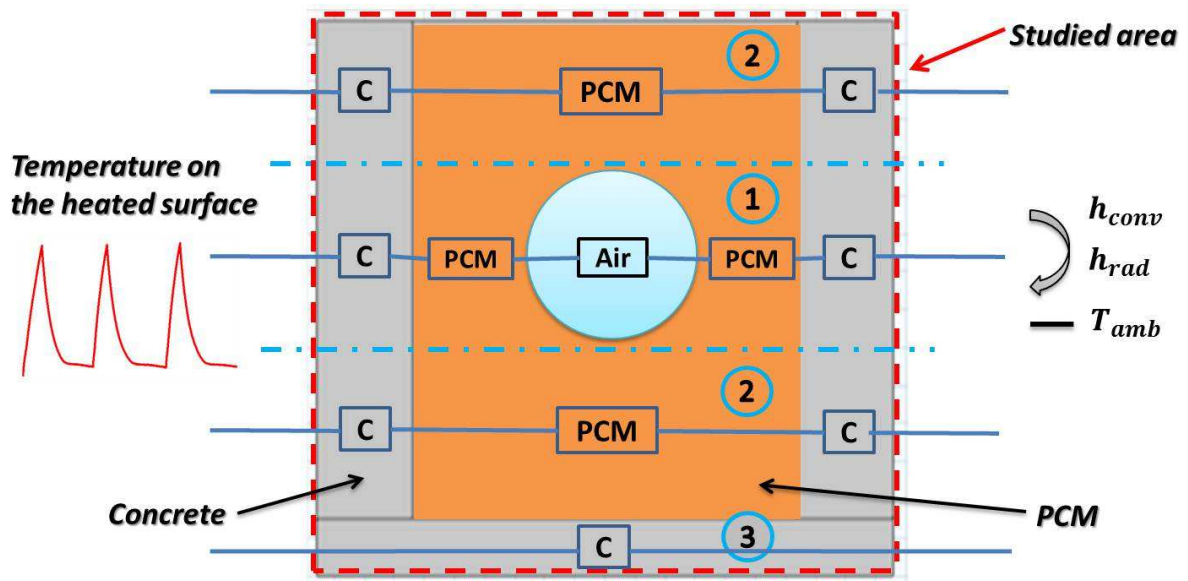 2
Studied area
C
PCM
C
Temperature on
the heated surface
1
h_conv
C
PCM
Air
PCM
C
h_rad
T_amb
2
C
PCM
C
Concrete
PCM
3
C